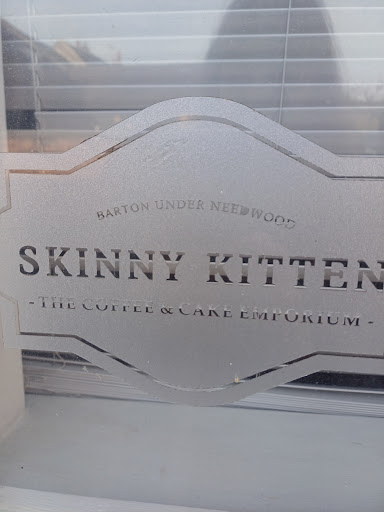 BARTON UNDER NEEDWOOD
SKINNY KITTEN
- THE COFFEE & CAKE EMPORIUM -